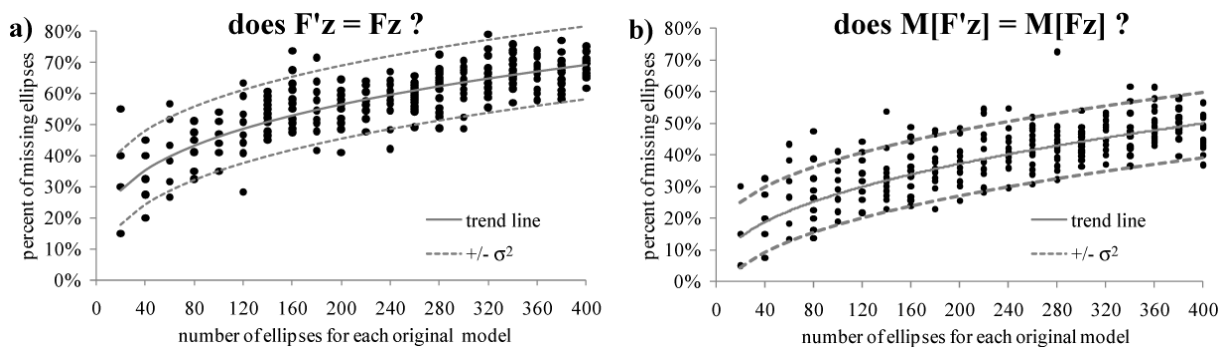 a) does F'z = Fz ?
percent of missing ellipses
80%
70%
60%
50%
40%
30%
20%
10%
0%
trend line
+/- σ²
0 40 80 120 160 200 240 280 320 360 400
number of ellipses for each original model
b) does M[F'z] = M[Fz] ?
percent of missing ellipses
80%
70%
60%
50%
40%
30%
20%
10%
0%
trend line
+/- σ²
0 40 80 120 160 200 240 280 320 360 400
number of ellipses for each original model